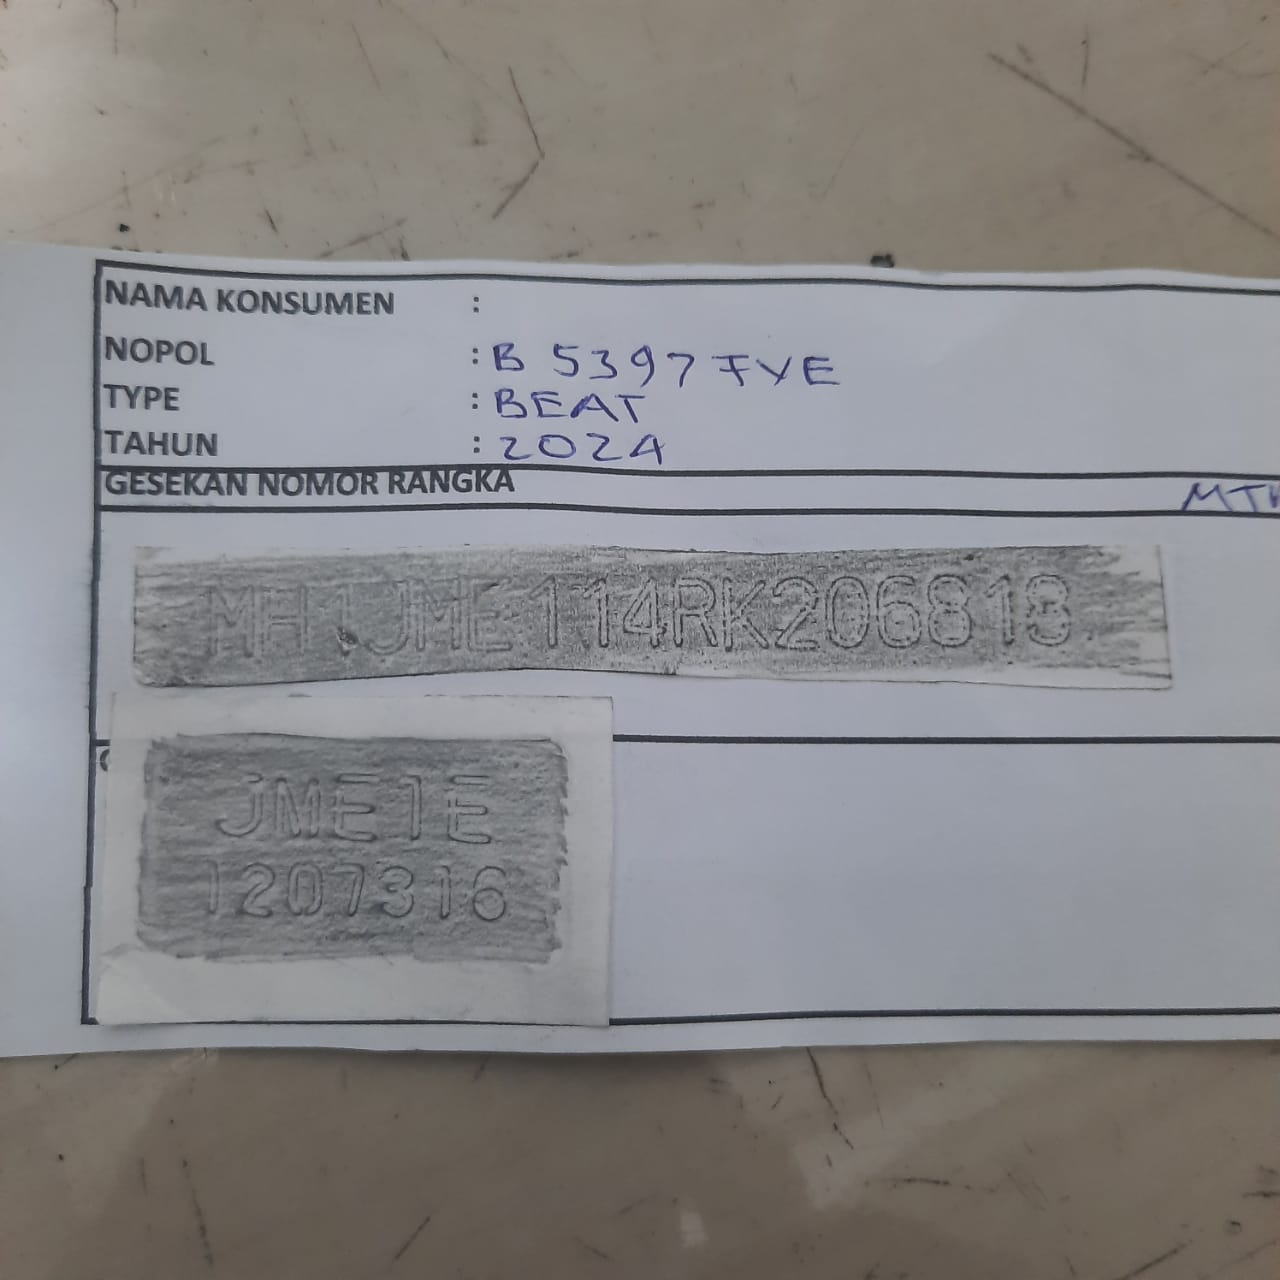 NAMA KONSUMEN :
NOPOL : B 5397 FYE
TYPE : BEAT
TAHUN : 2024
GESEKAN NOMOR RANGKA
MH1JME114RK206818
JME1E
1207316